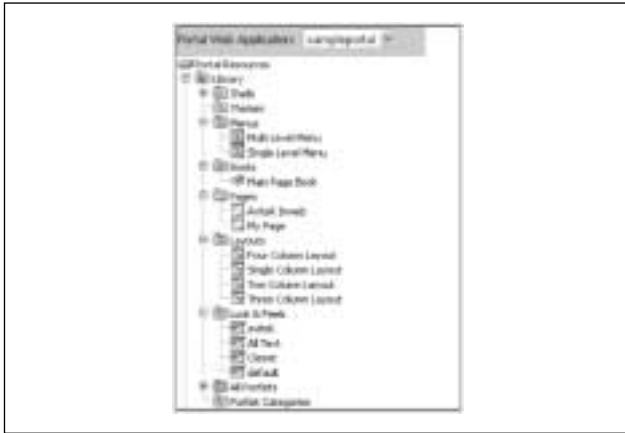 Portal Web Application: sampleportal
Portal Resources
Library
Shells
Themes
Menus
Multi Level Menu
Single Level Menu
Books
Main Page Book
Pages
My Page
Layouts
Four Column Layout
Single Column Layout
Two Column Layout
Three Column Layout
Look & Feels
avitek
All Text
Classic
default
All Portlets
Portlet Categories